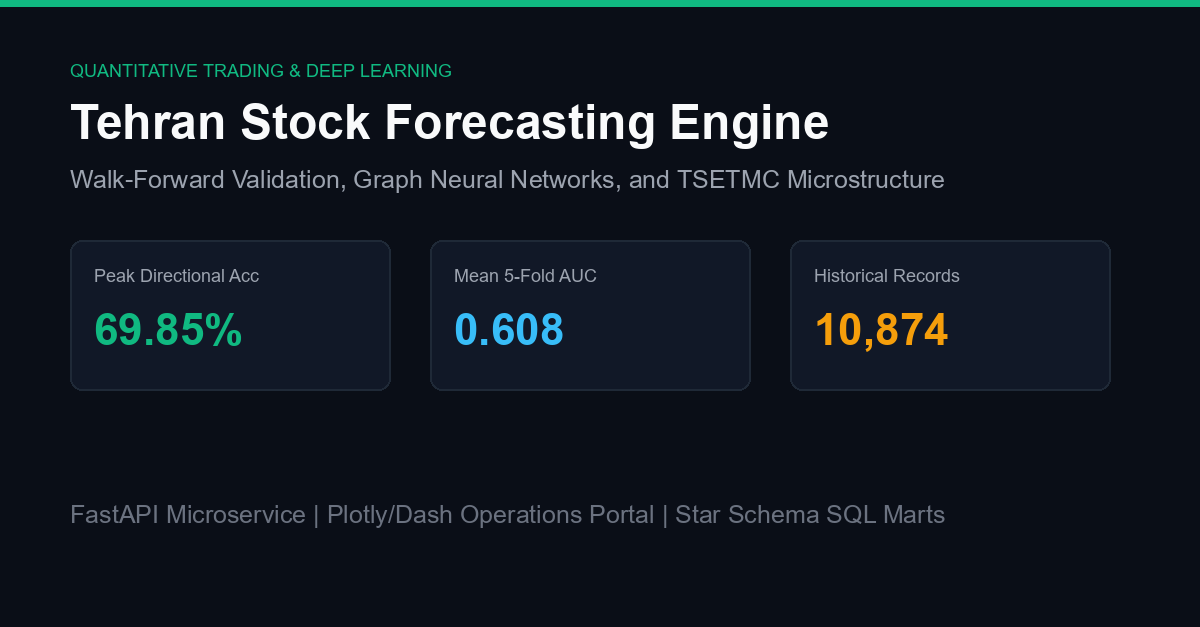 QUANTITATIVE TRADING & DEEP LEARNING
Tehran Stock Forecasting Engine
Walk-Forward Validation, Graph Neural Networks, and TSETMC Microstructure
Peak Directional Acc
69.85%
Mean 5-Fold AUC
0.608
Historical Records
10,874
FastAPI Microservice | Plotly/Dash Operations Portal | Star Schema SQL Marts